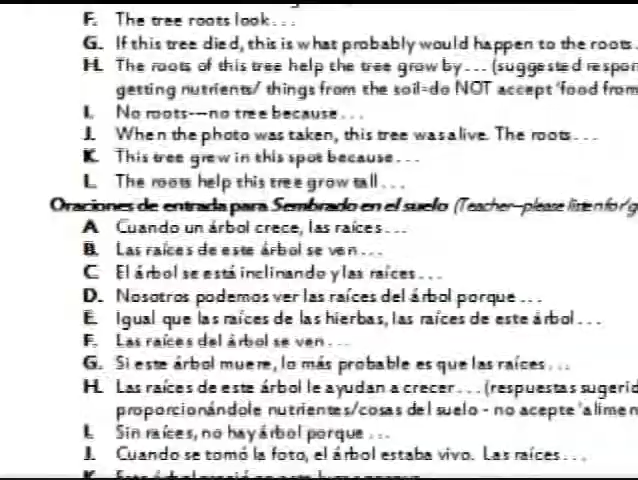 F. The tree roots look...
G. If this tree died, this is what probably would happen to the roots.
H. The roots of this tree help the tree grow by... (suggested
getting nutrients/ things from the soil-do NOT accept 'food from
I. No roots---no tree because...
J. When the photo was taken, this tree was alive. The roots...
K. This tree grew in this spot because...
L. The roots help this tree grow tall...
Oraciones de entrada para Sembrado en el suelo (Teacher-please listen for
A Cuando un árbol crece, las raíces...
B. Las raíces de este árbol se ven...
C El árbol se está inclinando y las raíces...
D. Nosotros podemos ver las raíces del árbol porque ...
E. Igual que las raíces de las hierbas, las raíces de este árbol...
F. Las raíces del árbol se ven...
G. Si este árbol muere, lo más probable es que las raíces...
H. Las raíces de este árbol le ayudan a crecer... (respuestas
proporcionándole nutrientes/cosas del suelo - no acepte
I. Sin raíces, no hay árbol porque ...
J. Cuando se tomó la foto, el árbol estaba vivo. Las raíces...